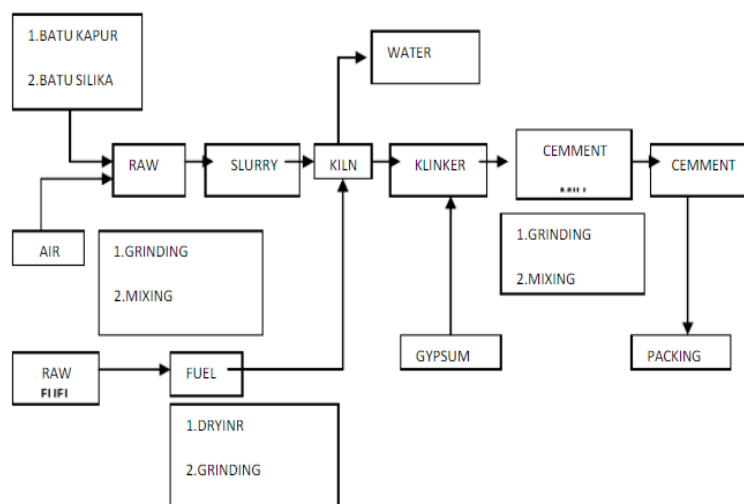 1.BATU KAPUR
2.BATU SILIKA
WATER
RAW
SLURRY
KILN
KLINKER
CEMMENT
CEMMENT
AIR
1.GRINDING
2.MIXING
1.GRINDING
2.MIXING
RAW
FUEL
GYPSUM
PACKING
1.DRYINR
2.GRINDING